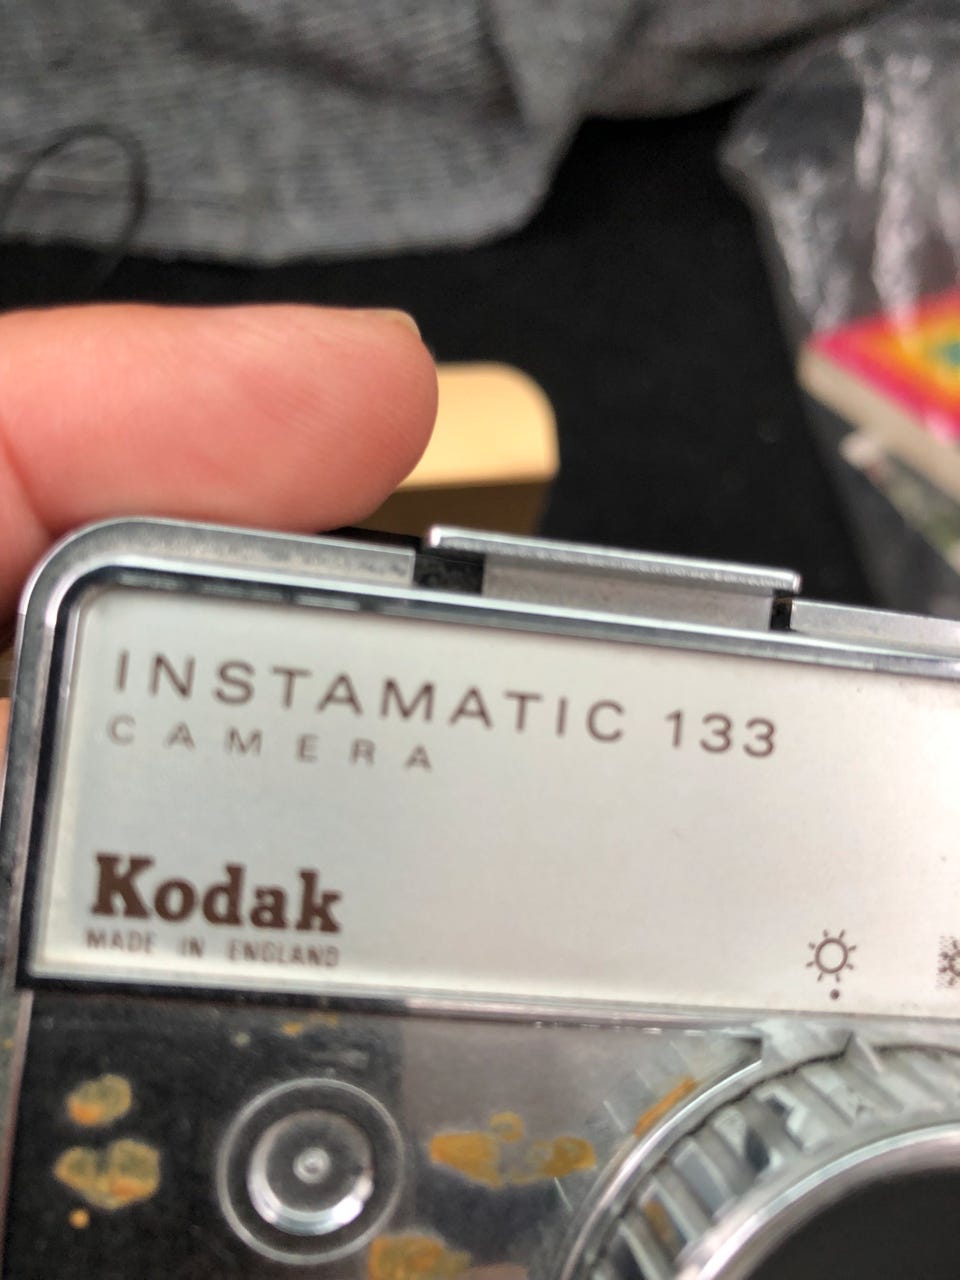 INSTAMATIC 133
CAMERA
Kodak
MADE IN ENGLAND